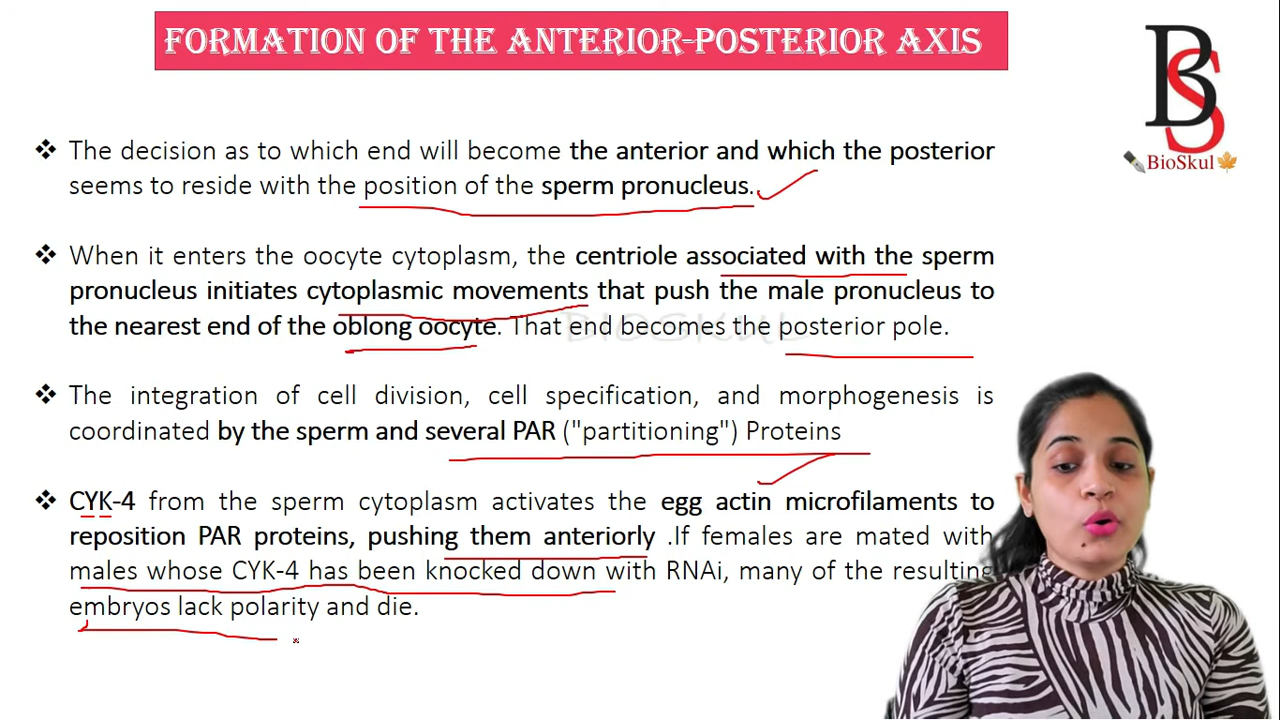 FORMATION OF THE ANTERIOR-POSTERIOR AXIS
BS
BioSkul
❖ The decision as to which end will become the anterior and which the posterior
seems to reside with the position of the sperm pronucleus.
❖ When it enters the oocyte cytoplasm, the centriole associated with the sperm
pronucleus initiates cytoplasmic movements that push the male pronucleus to
the nearest end of the oblong oocyte. That end becomes the posterior pole.
BIOSKUL
❖ The integration of cell division, cell specification, and morphogenesis is
coordinated by the sperm and several PAR ("partitioning") Proteins
❖ CYK-4 from the sperm cytoplasm activates the egg actin microfilaments to
reposition PAR proteins, pushing them anteriorly .If females are mated with
males whose CYK-4 has been knocked down with RNAi, many of the resulting
embryos lack polarity and die.